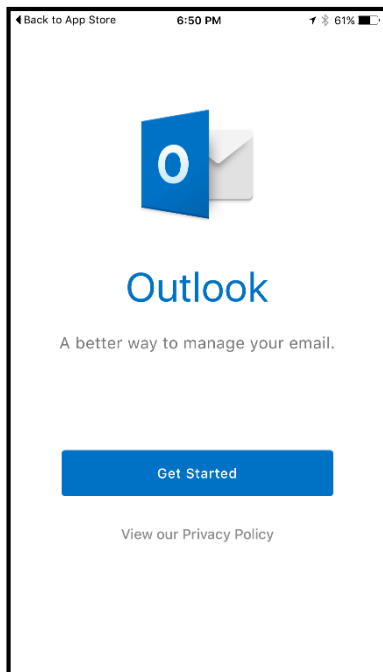 Back to App Store 6:50 PM 61%
O
Outlook
A better way to manage your email.
Get Started
View our Privacy Policy